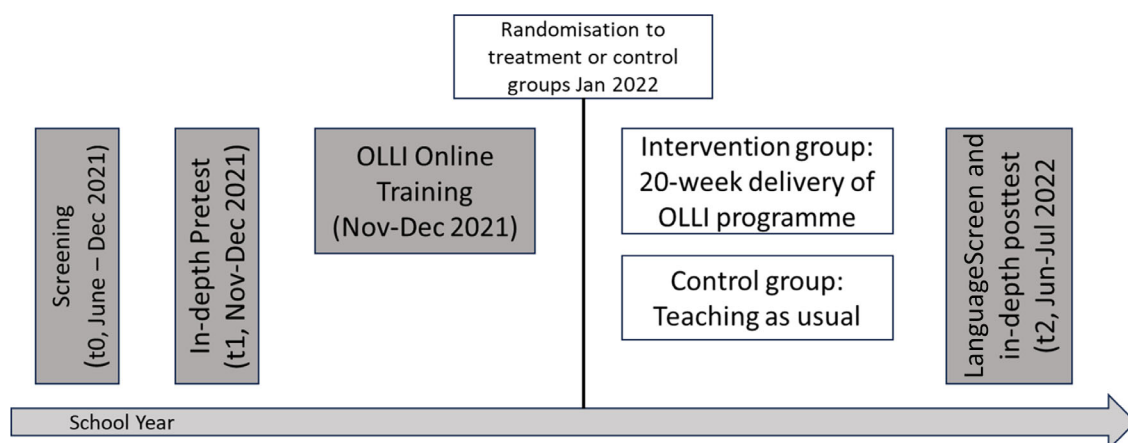 Randomisation to
treatment or control
groups Jan 2022
Screening
(t0, June – Dec 2021)
In-depth Pretest
(t1, Nov-Dec 2021)
OLLI Online
Training
(Nov-Dec 2021)
Intervention group:
20-week delivery of
OLLI programme
Control group:
Teaching as usual
LanguageScreen and
in-depth posttest
(t2, Jun-Jul 2022)
School Year